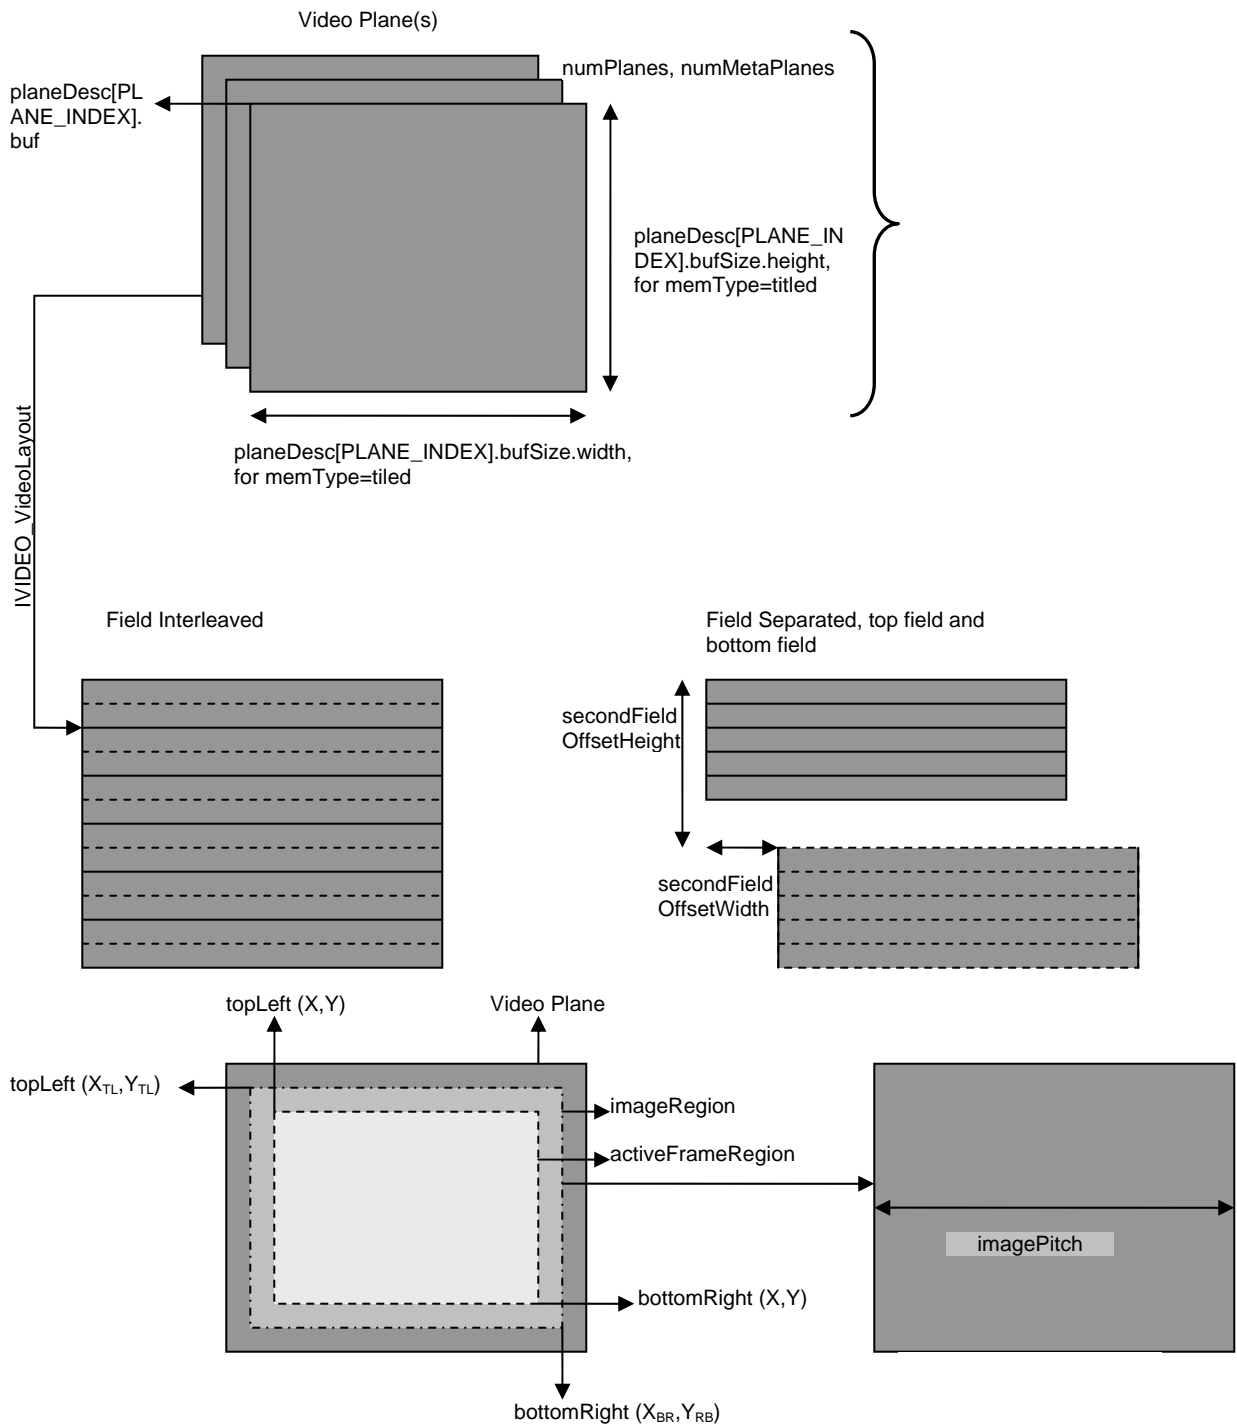 Video Plane(s)
numPlanes, numMetaPlanes
planeDesc[PL
ANE_INDEX].
buf
planeDesc[PLANE_IN
DEX].bufSize.height,
for memType=titled
planeDesc[PLANE_INDEX].bufSize.width,
for memType=tiled
IVIDEO_VideoLayout
Field Interleaved
Field Separated, top field and
bottom field
secondField
OffsetHeight
secondField
OffsetWidth
topLeft (X,Y)
Video Plane
topLeft (XTL,YTL)
imageRegion
activeFrameRegion
imagePitch
bottomRight (X,Y)
bottomRight (XBR,YRB)